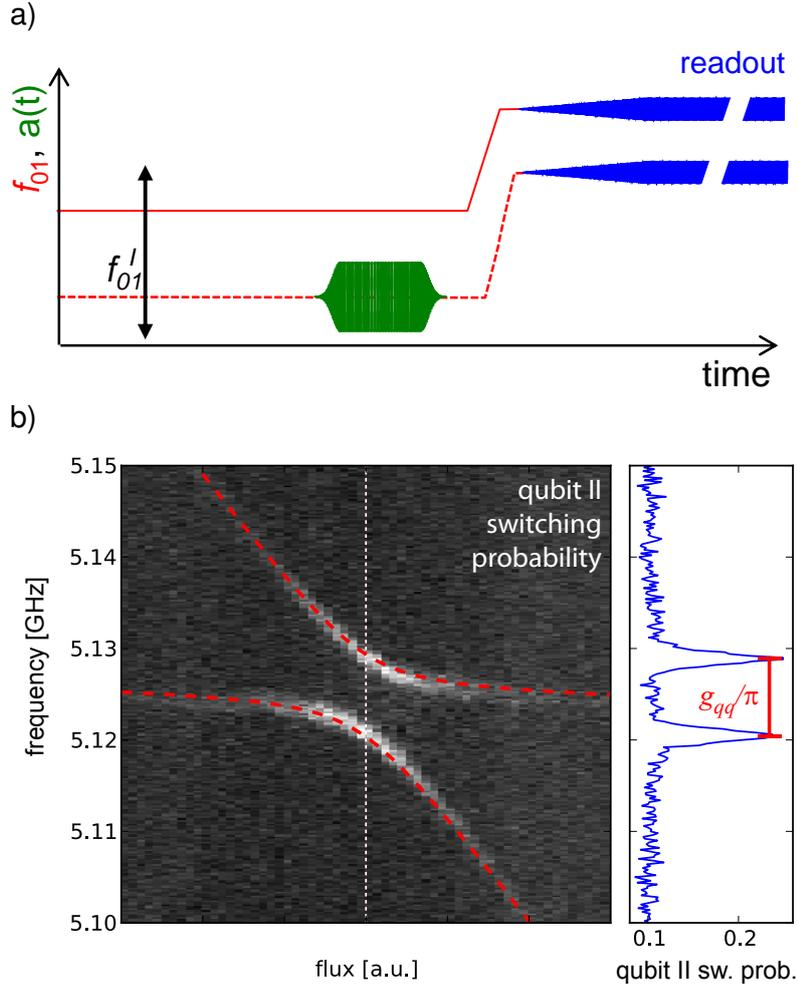 a)
readout
f01, a(t)
f01^I
time
b)
5.15
5.14
5.13
5.12
5.11
5.10
frequency [GHz]
qubit II
switching
probability
flux [a.u.]
gqq/π
0.1 0.2
qubit II sw. prob.